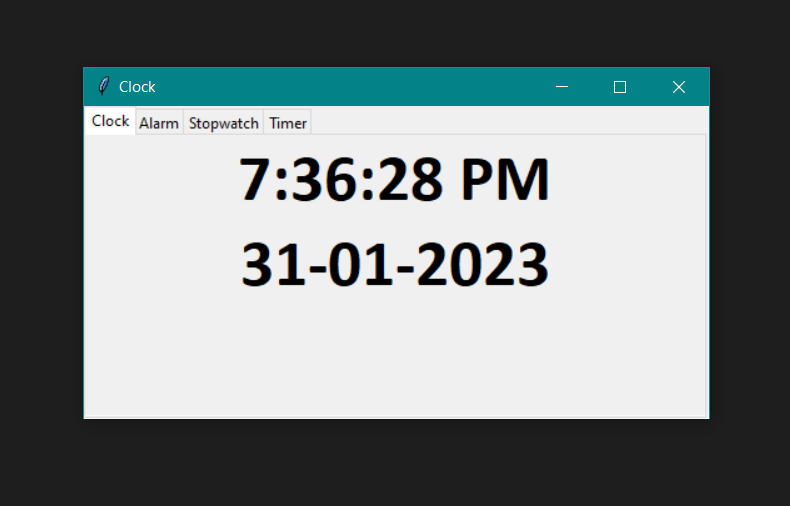 Clock
Clock Alarm Stopwatch Timer
7:36:28 PM
31-01-2023